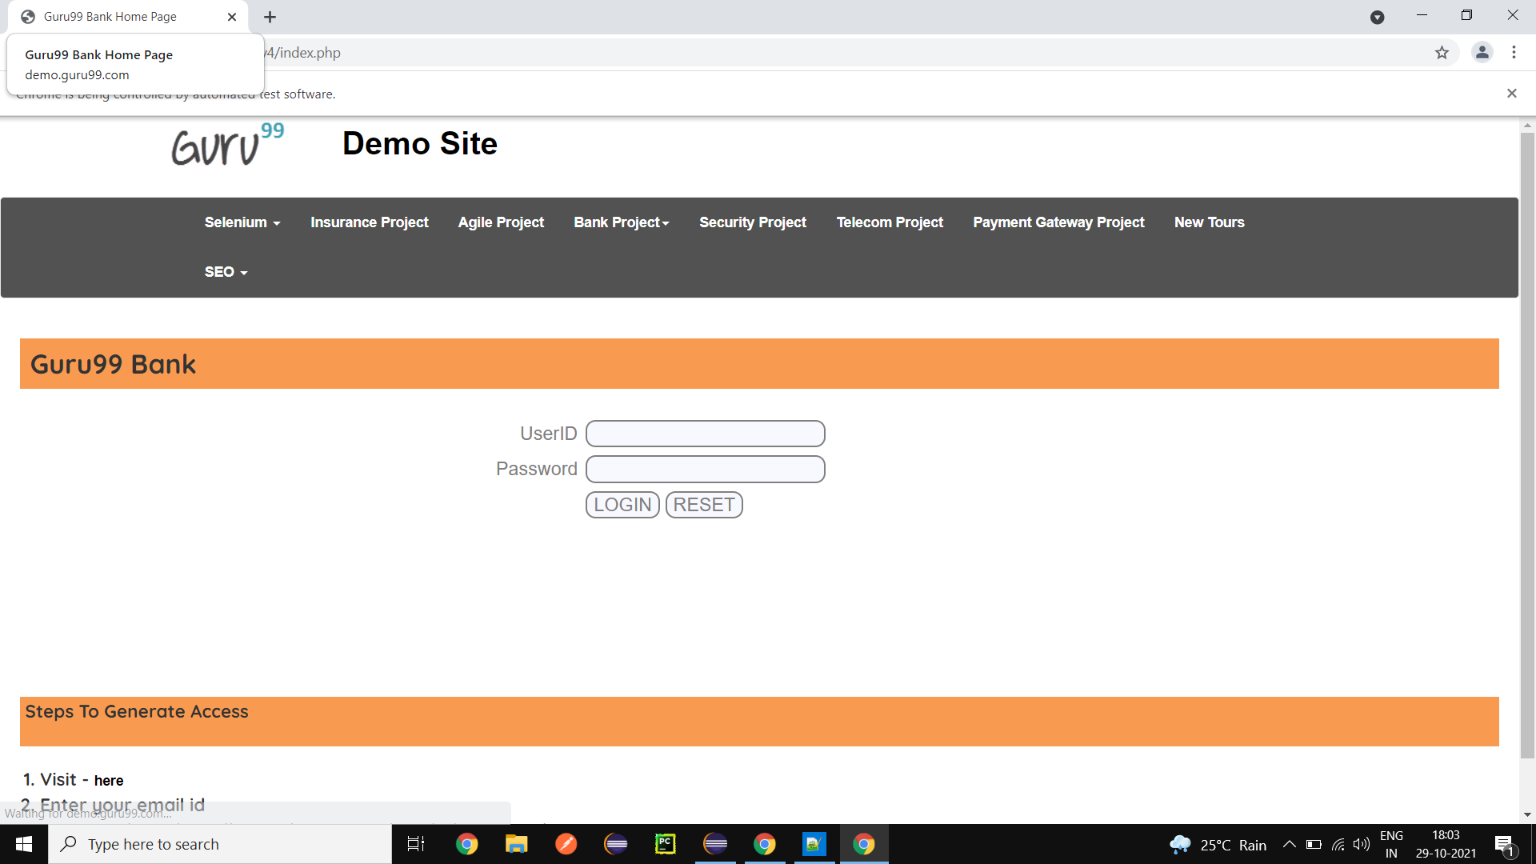 Guru99 Bank Home Page
Guru99 Bank Home Page
demo.guru99.com
/index.php
Chrome is being controlled by automated test software.
Guru99
Demo Site
Selenium Insurance Project Agile Project Bank Project Security Project Telecom Project Payment Gateway Project New Tours
SEO
Guru99 Bank
UserID
Password
LOGIN RESET
Steps To Generate Access
1. Visit - here
2. Enter your email id
Waiting for demo.guru99.com...
Type here to search
PC
25°C Rain
ENG
IN
18:03
29-10-2021
1